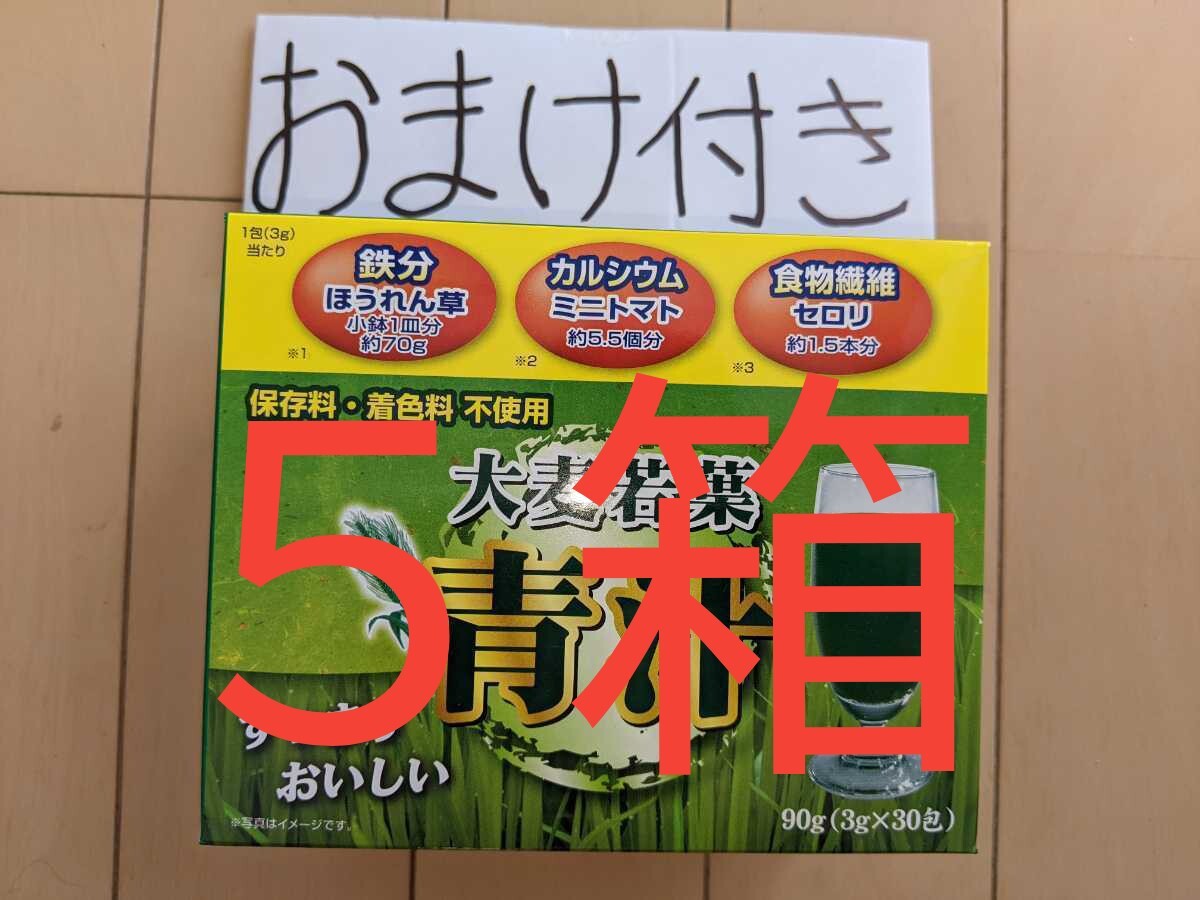 おまけ付き
1包(3g)
当たり
鉄分
ほうれん草
小鉢1皿分
約70g
※1
カルシウム
ミニトマト
約5.5個分
※2
食物繊維
セロリ
約1.5本分
※3
保存料・着色料 不使用
大麦若葉
青汁
5箱
おいしい
※写真はイメージです。
90g(3g×30包)